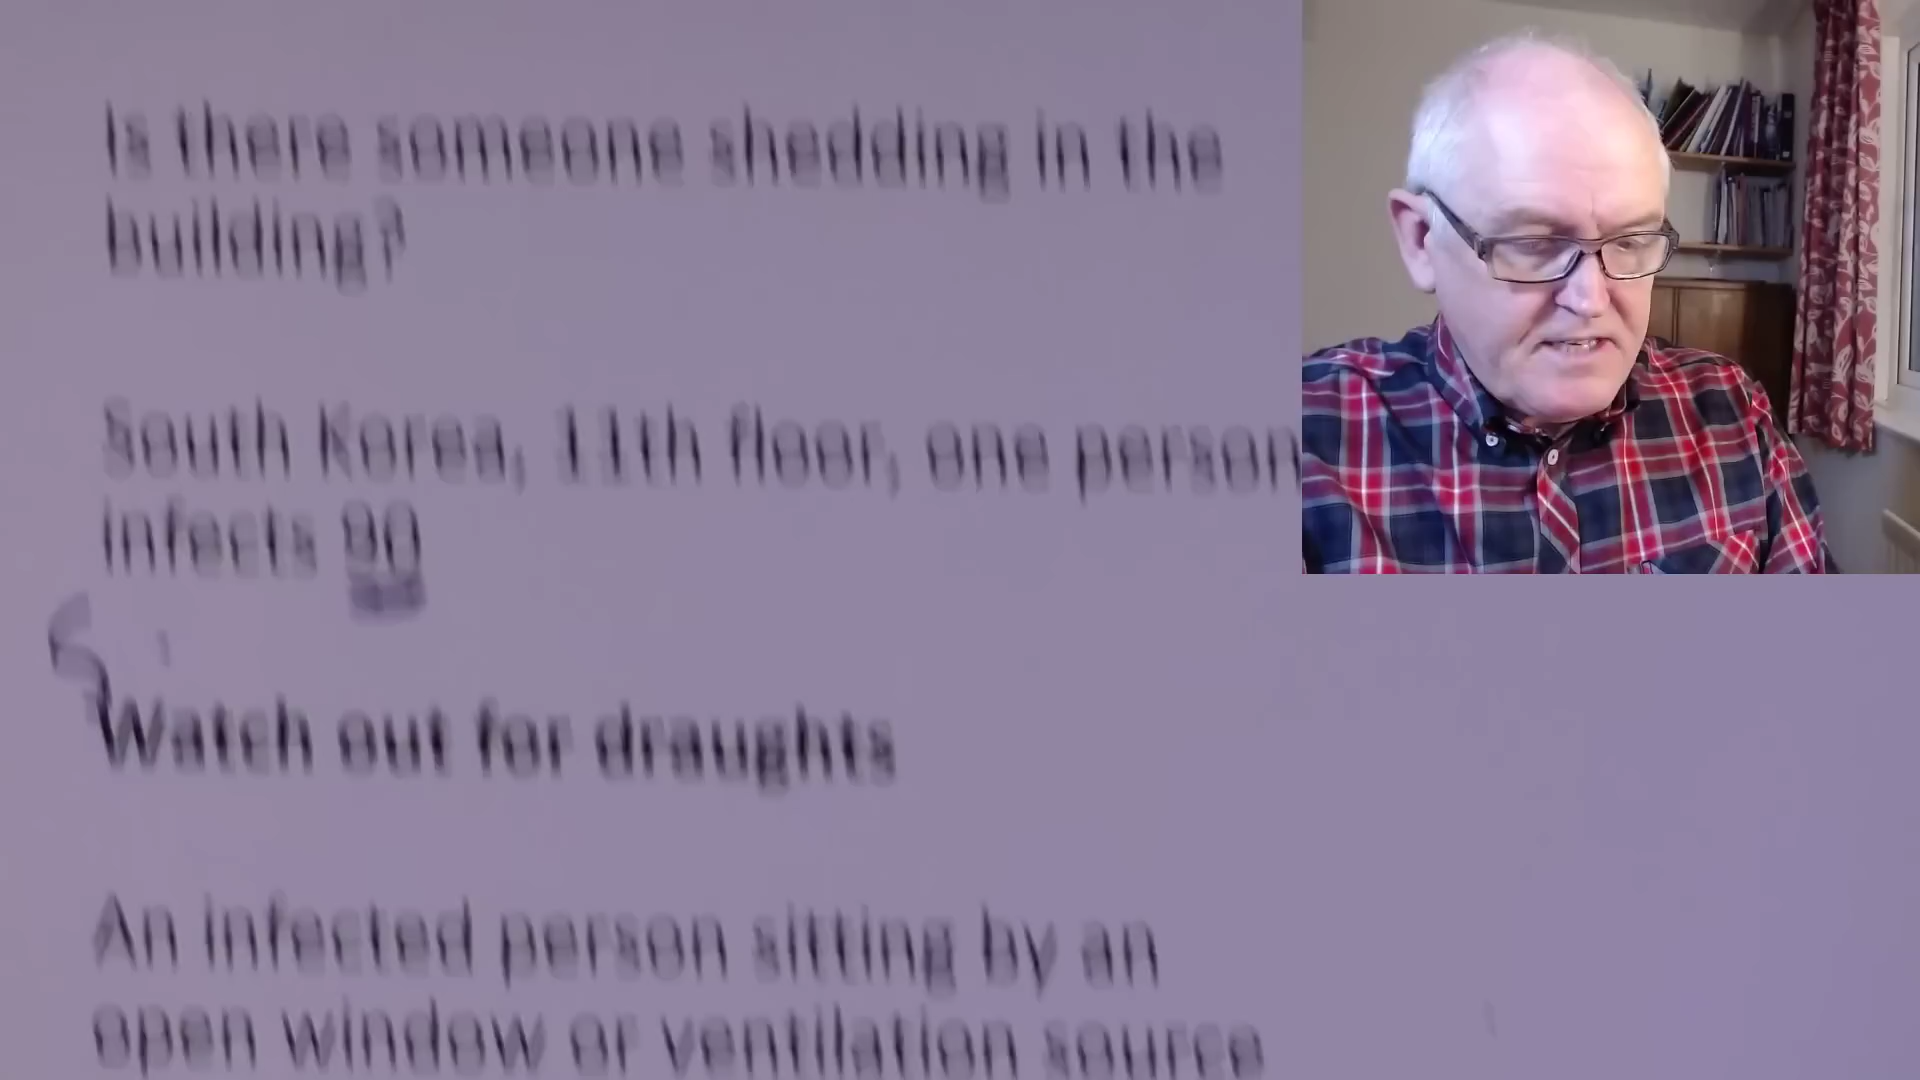 Is there someone shedding in the
building?
South Korea, 11th floor, one person
infects 90
Watch out for draughts
An infected person sitting by an
open window or ventilation source